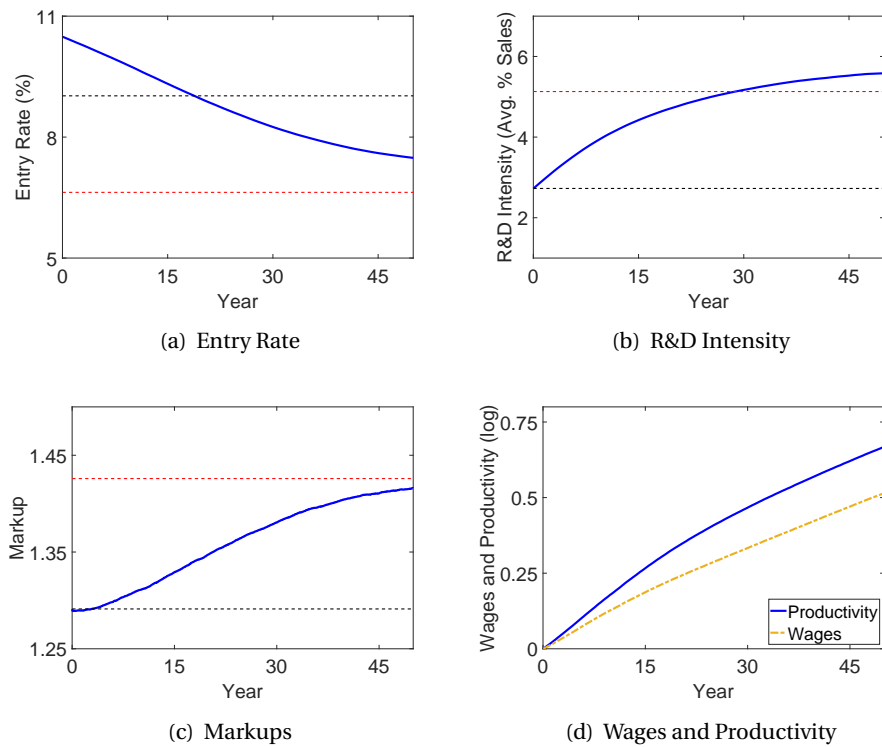 11
8
5
Entry Rate (%)
0 15 30 45
Year
(a) Entry Rate
6
4
2
R&D Intensity (Avg. % Sales)
0 15 30 45
Year
(b) R&D Intensity
1.45
1.35
1.25
Markup
0 15 30 45
Year
(c) Markups
0.75
0.5
0.25
0
Wages and Productivity (log)
Productivity
Wages
0 15 30 45
Year
(d) Wages and Productivity